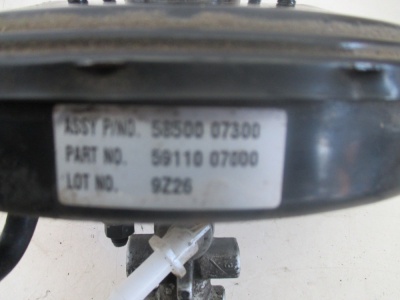 ASSY P/NO. 58500 07300
PART NO. 59110 07000
LOT NO. 9Z26